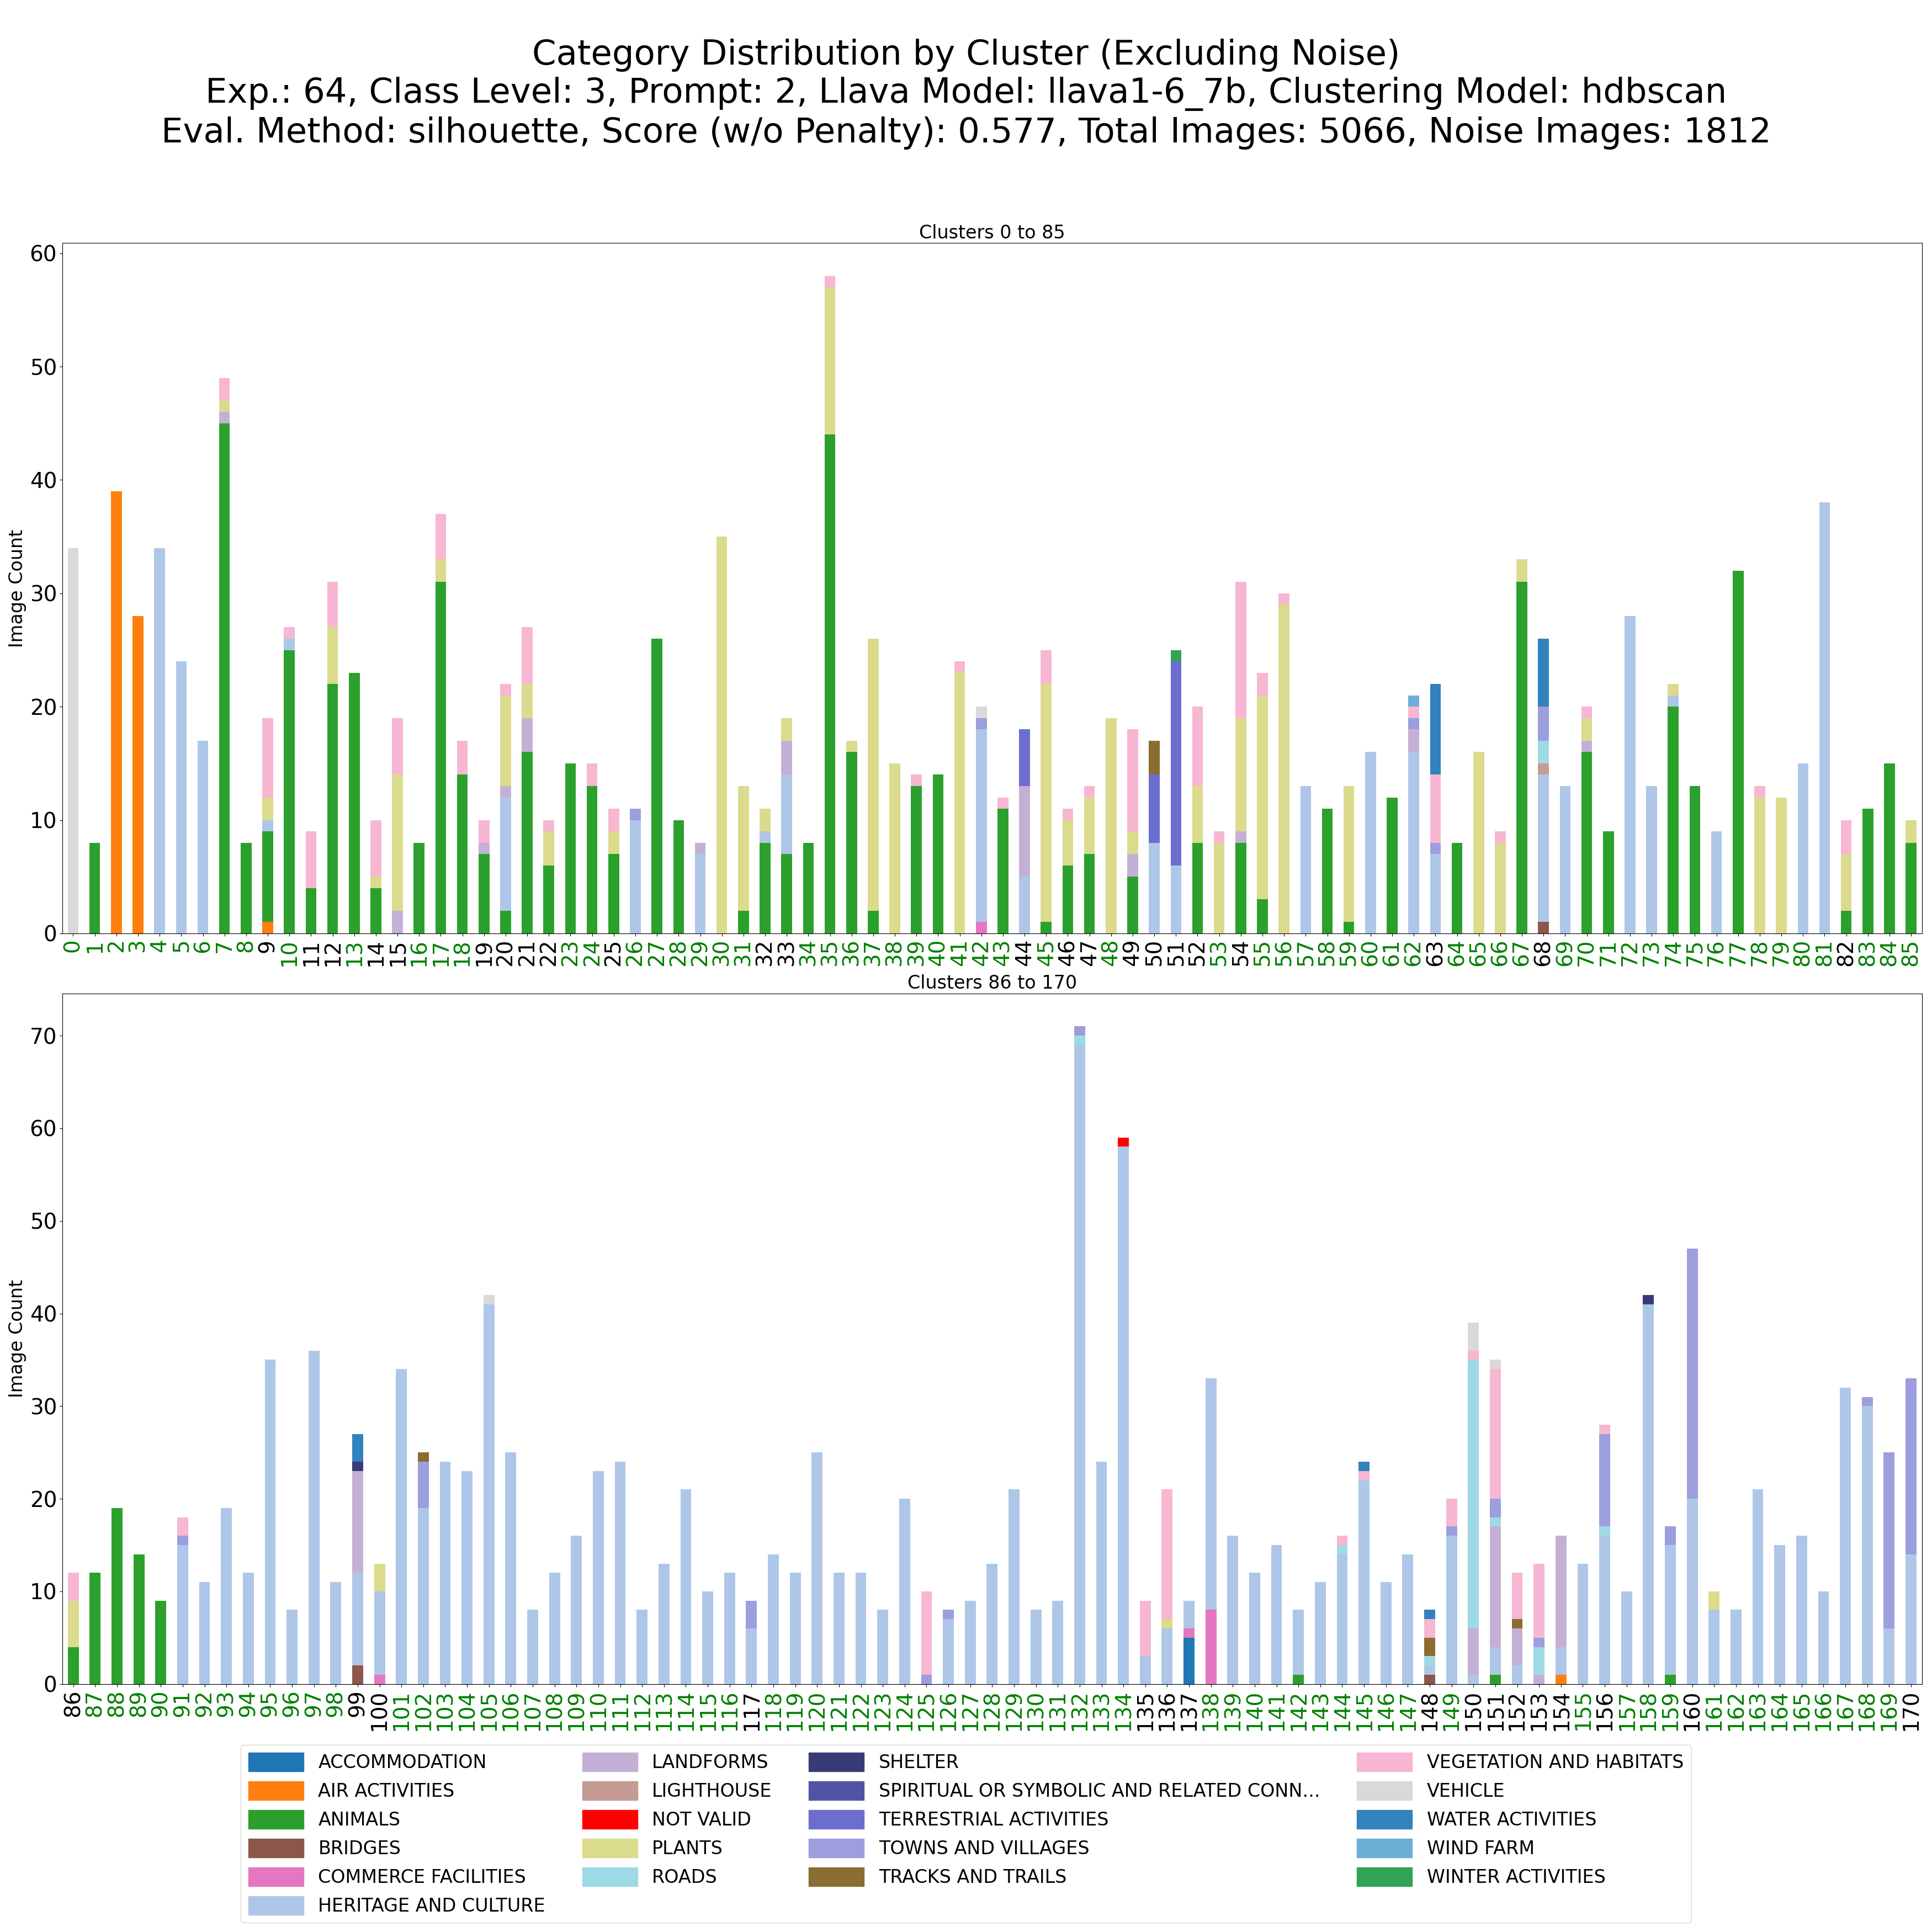 Category Distribution by Cluster (Excluding Noise)
Exp.: 64, Class Level: 3, Prompt: 2, Llava Model: llava1-6_7b, Clustering Model: hdbscan
Eval. Method: silhouette, Score (w/o Penalty): 0.577, Total Images: 5066, Noise Images: 1812
Clusters 0 to 85
60
50
40
30
20
10
0
Image Count
0 1 2 3 4 5 6 7 8 9 10 11 12 13 14 15 16 17 18 19 20 21 22 23 24 25 26 27 28 29 30 31 32 33 34 35 36 37 38 39 40 41 42 43 44 45 46 47 48 49 50 51 52 53 54 55 56 57 58 59 60 61 62 63 64 65 66 67 68 69 70 71 72 73 74 75 76 77 78 79 80 81 82 83 84 85
Clusters 86 to 170
70
60
50
40
30
20
10
0
Image Count
86 87 88 89 90 91 92 93 94 95 96 97 98 99 100 101 102 103 104 105 106 107 108 109 110 111 112 113 114 115 116 117 118 119 120 121 122 123 124 125 126 127 128 129 130 131 132 133 134 135 136 137 138 139 140 141 142 143 144 145 146 147 148 149 150 151 152 153 154 155 156 157 158 159 160 161 162 163 164 165 166 167 168 169 170
ACCOMMODATION
AIR ACTIVITIES
ANIMALS
BRIDGES
COMMERCE FACILITIES
HERITAGE AND CULTURE
LANDFORMS
LIGHTHOUSE
NOT VALID
PLANTS
ROADS
SHELTER
SPIRITUAL OR SYMBOLIC AND RELATED CONN...
TERRESTRIAL ACTIVITIES
TOWNS AND VILLAGES
TRACKS AND TRAILS
VEGETATION AND HABITATS
VEHICLE
WATER ACTIVITIES
WIND FARM
WINTER ACTIVITIES